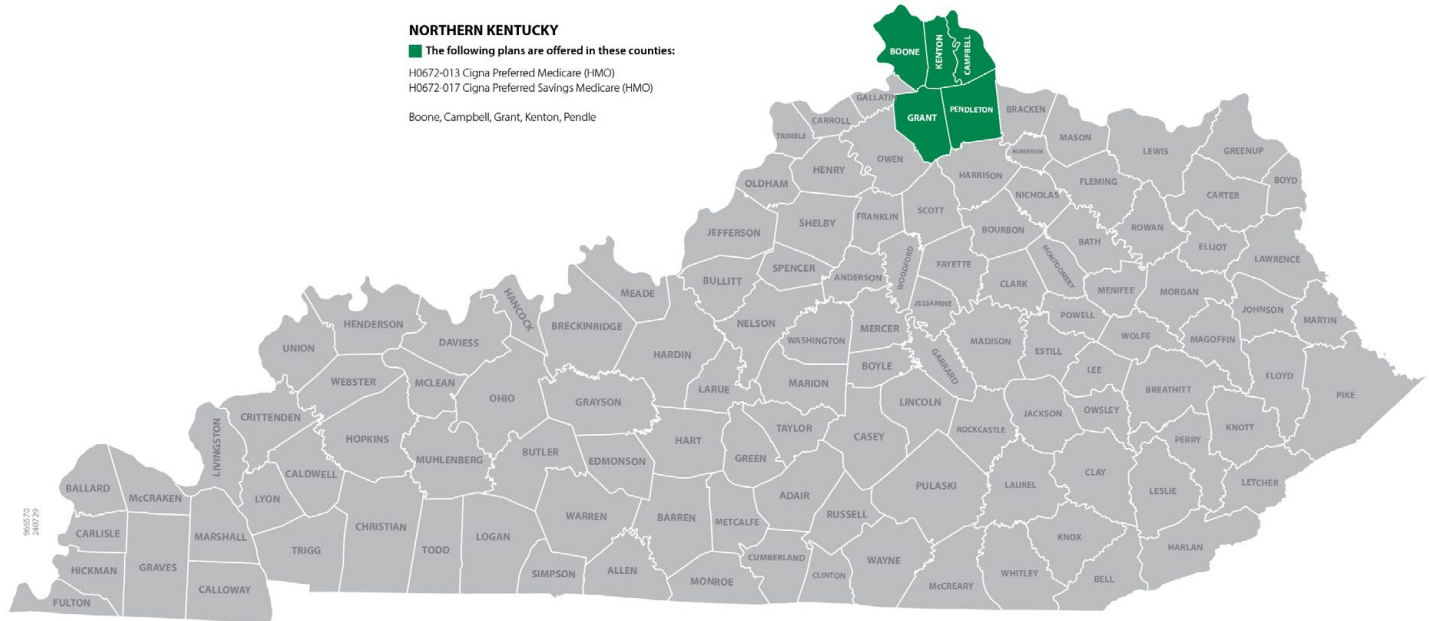 NORTHERN KENTUCKY
The following plans are offered in these counties:
H0672-013 Cigna Preferred Medicare (HMO)
H0672-017 Cigna Preferred Savings Medicare (HMO)
Boone, Campbell, Grant, Kenton, Pendle
BOONE
KENTON
CAMPBELL
GALLATIN
GRANT
PENDLETON
BRACKEN
CARROLL
TRIMBLE
MASON
LEWIS
GREENUP
ROBERTSON
OWEN
HENRY
HARRISON
OLDHAM
FLEMING
BOYD
NICHOLAS
CARTER
SHELBY
FRANKLIN
SCOTT
JEFFERSON
BOURBON
ROWAN
BATH
ELLIOT
LAWRENCE
WOODFORD
SPENCER
ANDERSON
FAYETTE
MONTGOMERY
BULLITT
CLARK
MENIFEE
MORGAN
MEADE
HANCOCK
JESSAMINE
JOHNSON
MARTIN
POWELL
HENDERSON
BRECKINRIDGE
NELSON
WASHINGTON
MERCER
MADISON
WOLFE
MAGOFFIN
UNION
DAVIESS
HARDIN
ESTILL
BOYLE
GARRARD
LEE
FLOYD
WEBSTER
MCLEAN
LARUE
MARION
BREATHITT
PIKE
OHIO
GRAYSON
LINCOLN
CRITTENDEN
JACKSON
OWSLEY
LIVINGSTON
HOPKINS
HART
TAYLOR
CASEY
ROCKCASTLE
PERRY
KNOTT
MUHLENBERG
BUTLER
EDMONSON
GREEN
CALDWELL
CLAY
BALLARD
McCRAKEN
LYON
PULASKI
LAUREL
LESLIE
LETCHER
ADAIR
WARREN
BARREN
METCALFE
RUSSELL
CHRISTIAN
CARLISLE
MARSHALL
LOGAN
KNOX
TRIGG
TODD
HARLAN
CUMBERLAND
WAYNE
HICKMAN
GRAVES
SIMPSON
ALLEN
MONROE
CLINTON
WHITLEY
BELL
McCREARY
CALLOWAY
FULTON
966570
240729